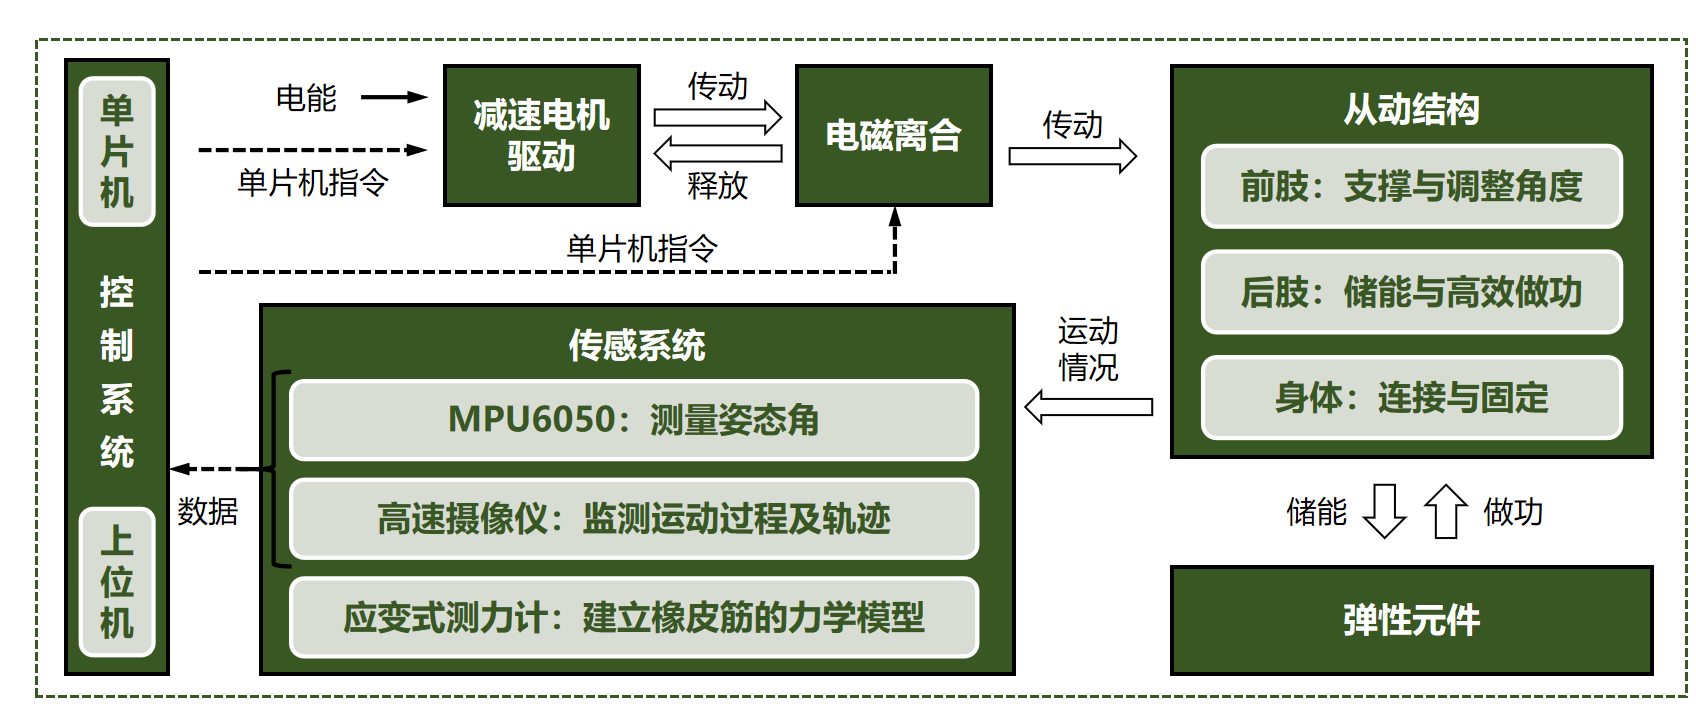 单片机
控制系统
上位机
电能
单片机指令
减速电机
驱动
传动
释放
电磁离合
传动
单片机指令
从动结构
前肢：支撑与调整角度
后肢：储能与高效做功
身体：连接与固定
运动
情况
传感系统
MPU6050：测量姿态角
高速摄像仪：监测运动过程及轨迹
应变式测力计：建立橡皮筋的力学模型
数据
储能
做功
弹性元件